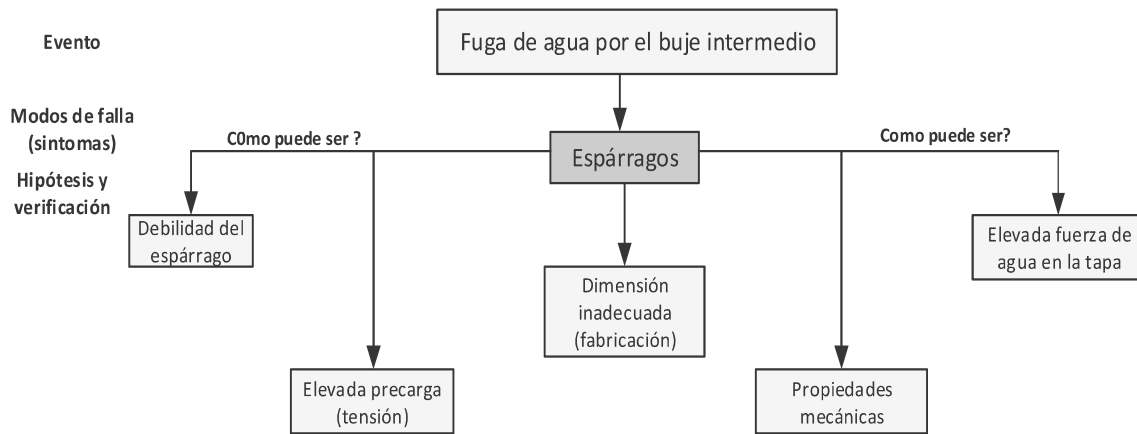 Evento
Fuga de agua por el buje intermedio
Modos de falla
(sintomas)
C0mo puede ser ?
Espárragos
Como puede ser?
Hipótesis y
verificación
Debilidad del
espárrago
Elevada fuerza de
agua en la tapa
Dimensión
inadecuada
(fabricación)
Elevada precarga
(tensión)
Propiedades
mecánicas